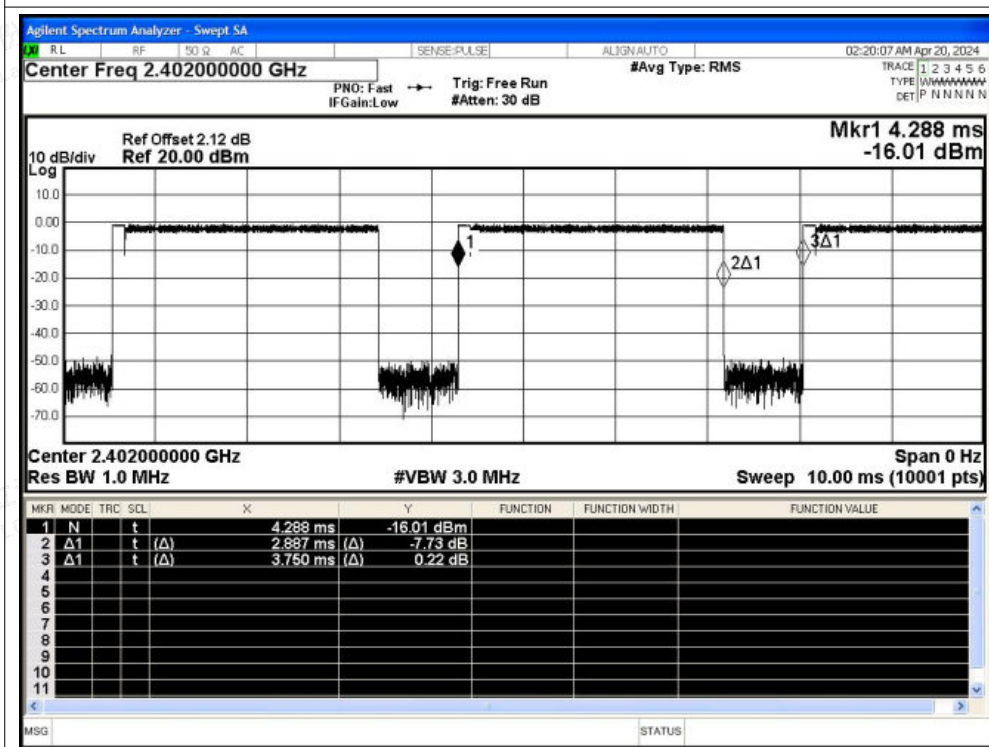 Agilent Spectrum Analyzer - Swept SA
LXI RL RF 50 Ω AC SENSE:PULSE ALIGNAUTO 02:20:07 AM Apr 20, 2024
Center Freq 2.402000000 GHz #Avg Type: RMS TRACE 1 2 3 4 5 6
PNO: Fast Trig: Free Run TYPE
IFGain:Low #Atten: 30 dB DET P N N N N N
Mkr1 4.288 ms
Ref Offset 2.12 dB
10 dB/div Ref 20.00 dBm -16.01 dBm
Log
10.0
0.00
-10.0
-20.0
-30.0
-40.0
-50.0
-60.0
-70.0
1
2Δ1
3Δ1
Center 2.402000000 GHz Span 0 Hz
Res BW 1.0 MHz #VBW 3.0 MHz Sweep 10.00 ms (10001 pts)
MKR MODE TRC SCL X Y FUNCTION FUNCTION WIDTH FUNCTION VALUE
1 N t 4.288 ms -16.01 dBm
2 Δ1 t (Δ) 2.887 ms (Δ) -7.73 dB
3 Δ1 t (Δ) 3.750 ms (Δ) 0.22 dB
4
5
6
7
8
9
10
11
MSG STATUS